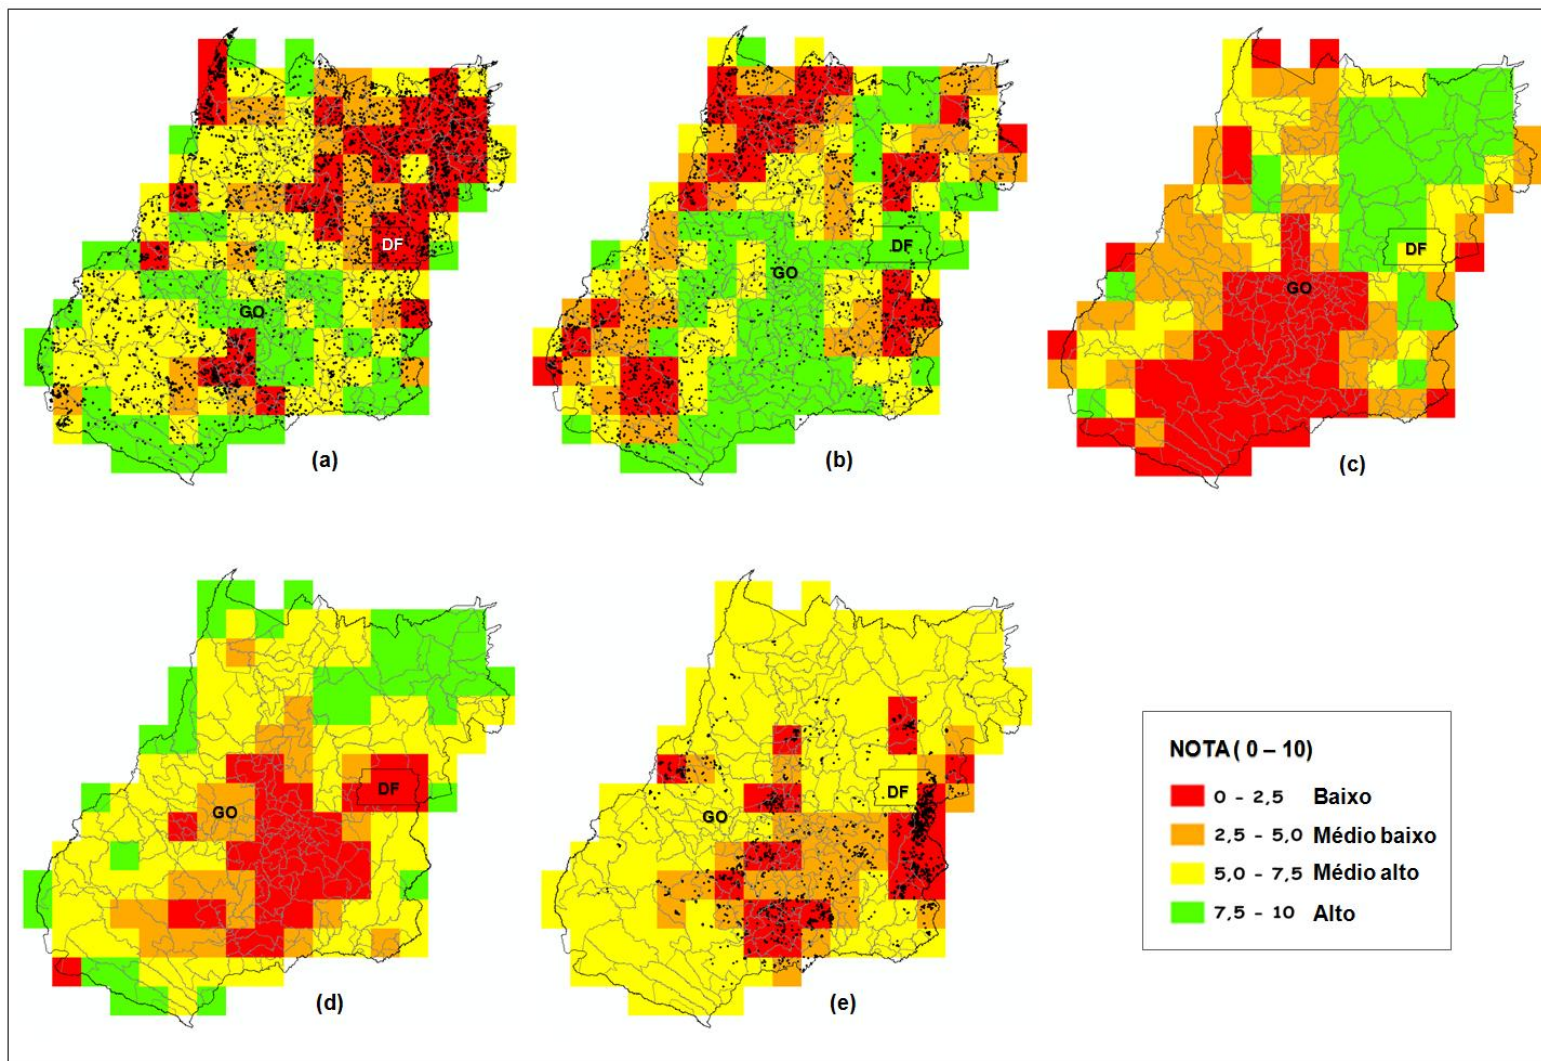 DF
GO
(a)
DF
GO
(b)
DF
GO
(c)
DF
GO
(d)
DF
GO
(e)
NOTA ( 0 – 10)
0 – 2,5 Baixo
2,5 – 5,0 Médio baixo
5,0 – 7,5 Médio alto
7,5 – 10 Alto